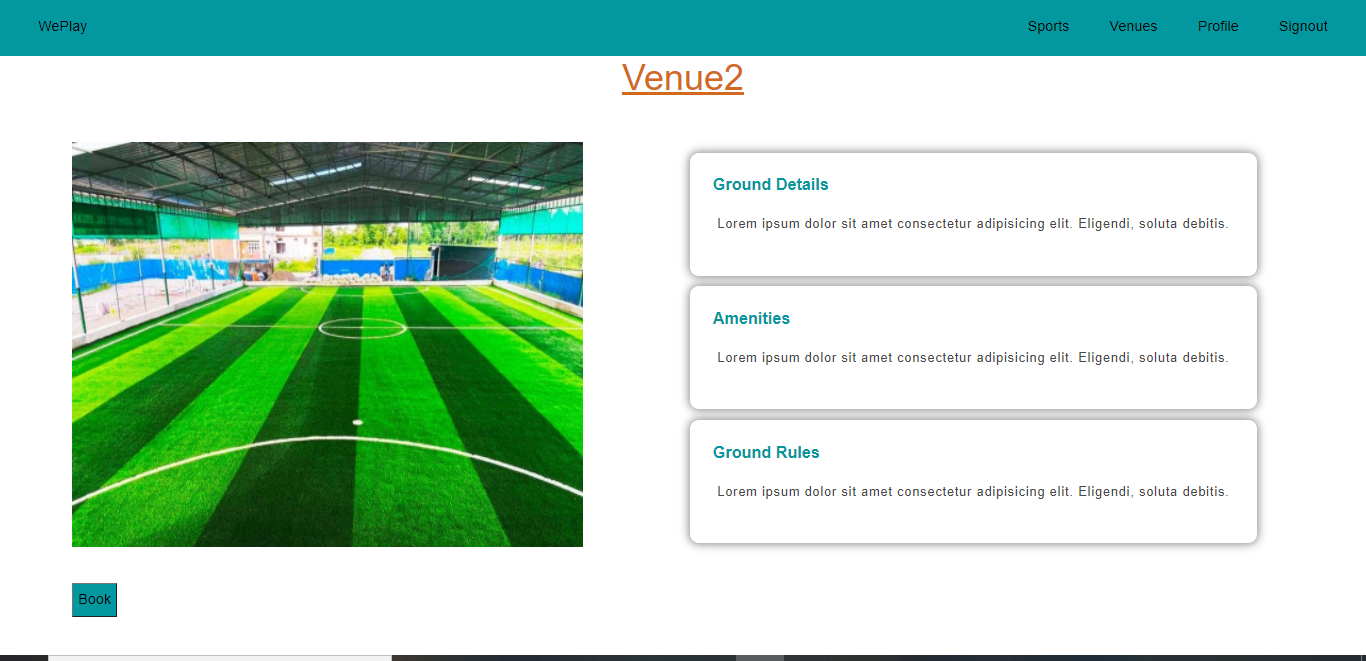 WePlay
Sports Venues Profile Signout
Venue2
Ground Details
Lorem ipsum dolor sit amet consectetur adipisicing elit. Eligendi, soluta debitis.
Amenities
Lorem ipsum dolor sit amet consectetur adipisicing elit. Eligendi, soluta debitis.
Ground Rules
Lorem ipsum dolor sit amet consectetur adipisicing elit. Eligendi, soluta debitis.
Book